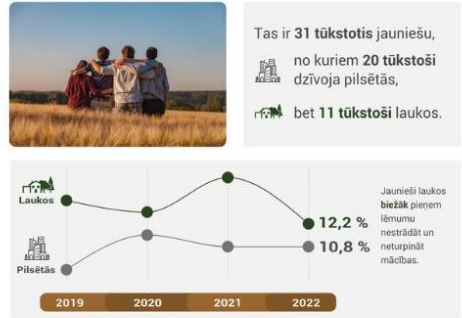 Tas ir 31 tūkstotis jauniešu,
no kuriem 20 tūkstoši
dzīvoja pilsētās,
bet 11 tūkstoši laukos.
Laukos
12,2 %
Pilsētās
10,8 %
Jaunieši laukos
biežāk pieņem
lēmumu
nestrādāt un
neturpināt
mācības.
2019 2020 2021 2022